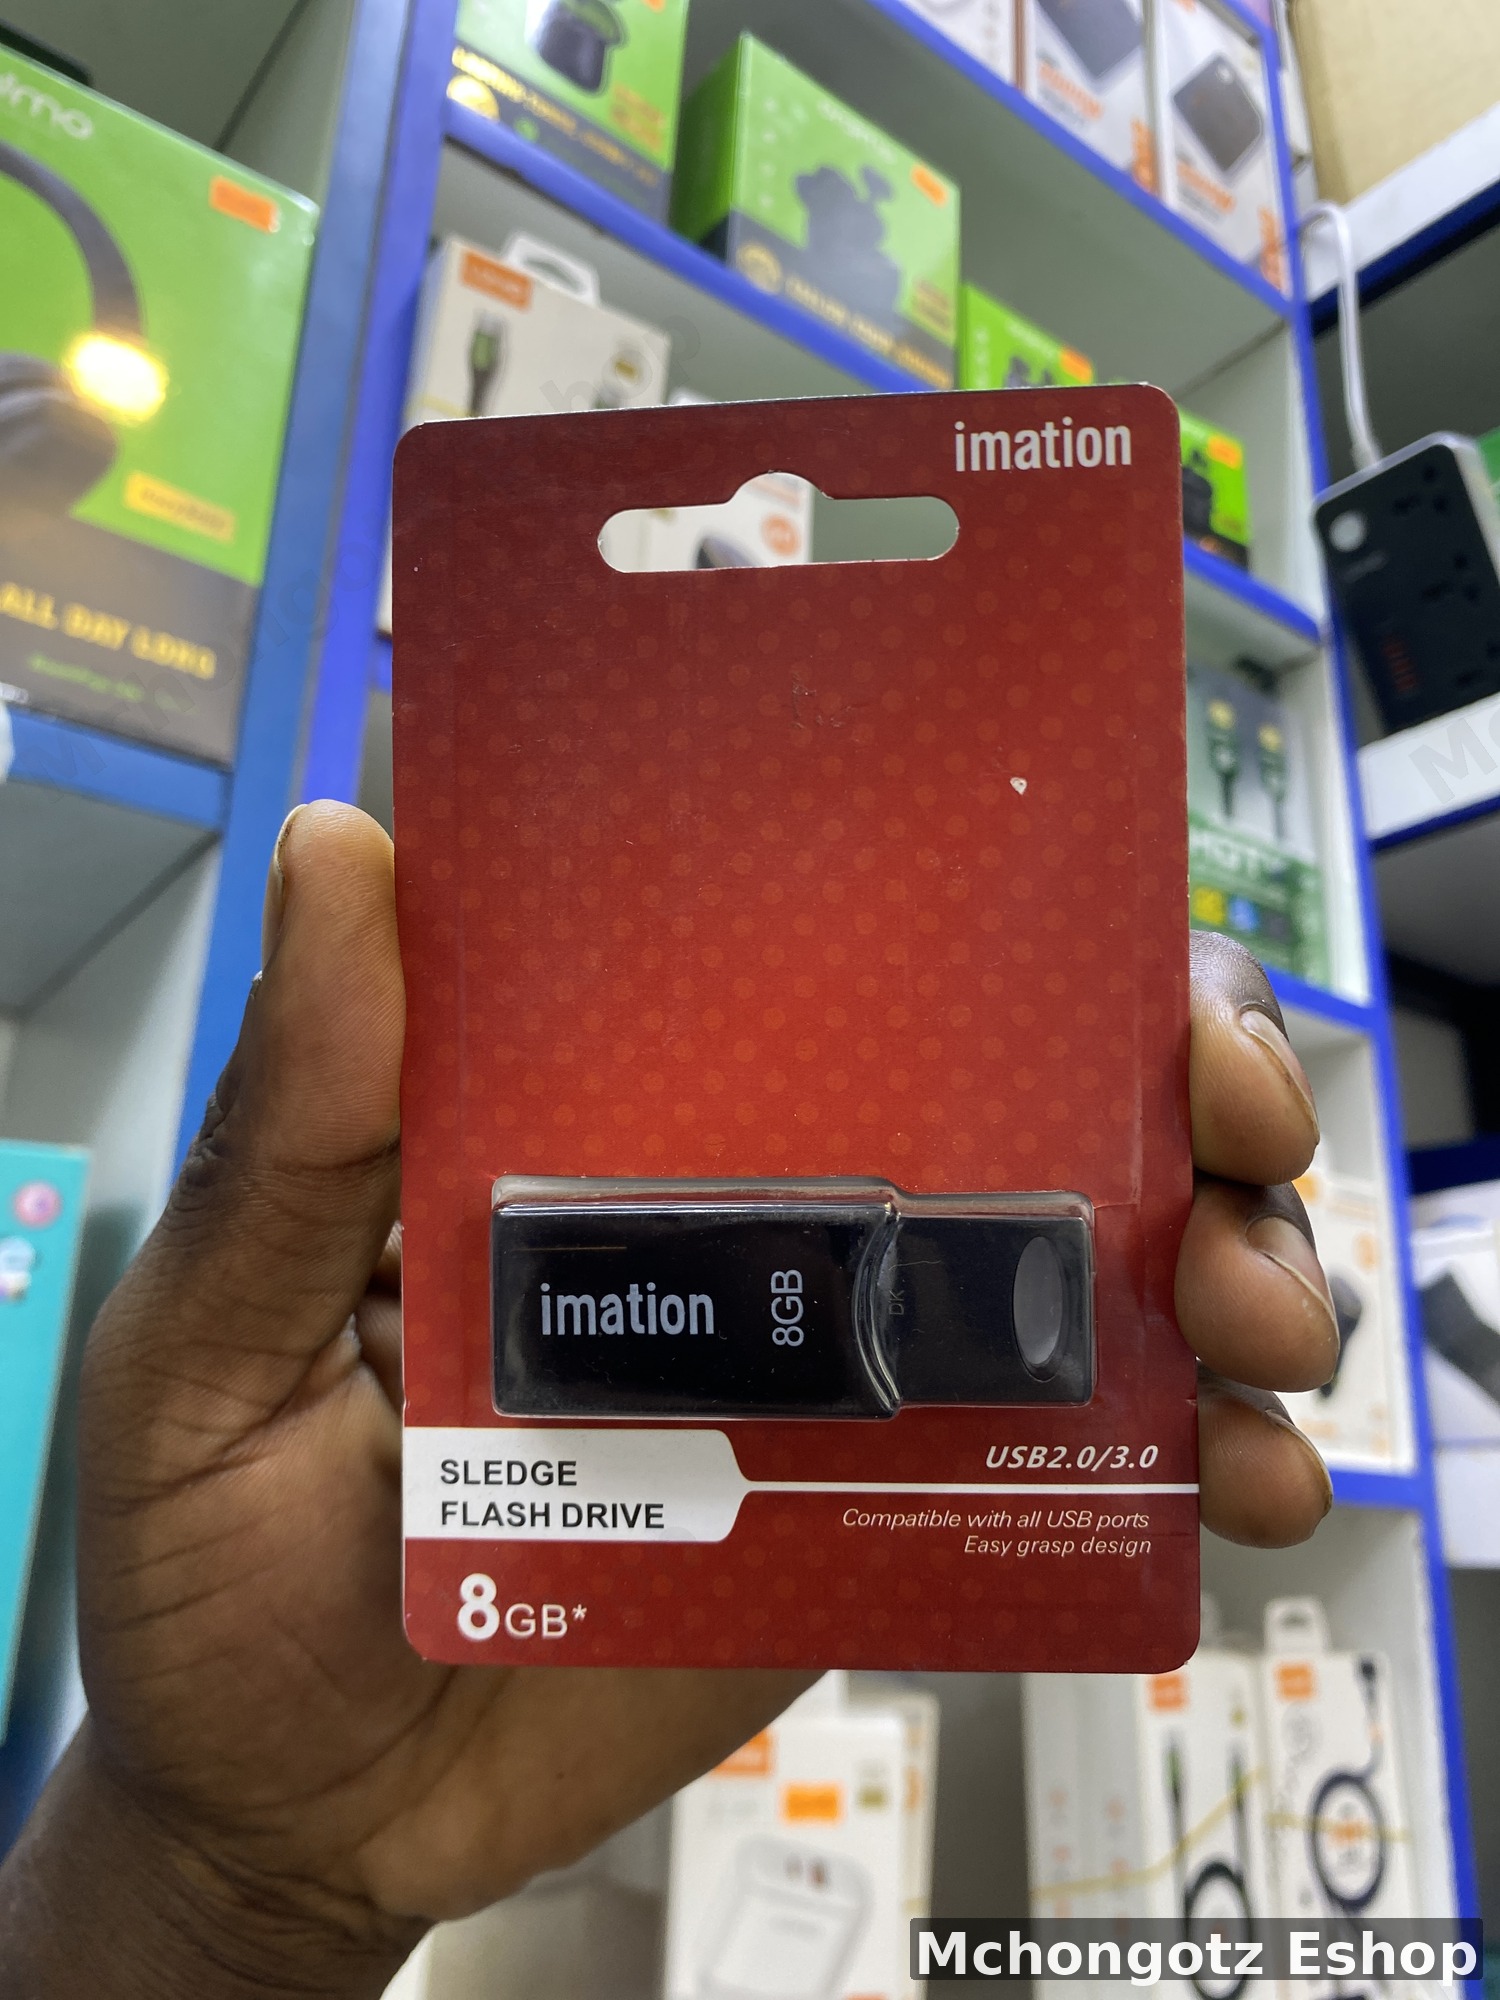 imation
imation
8GB
DK
SLEDGE
FLASH DRIVE
USB2.0/3.0
Compatible with all USB ports
Easy grasp design
8GB*
ALL DAY LONG
Mchongotz Eshop